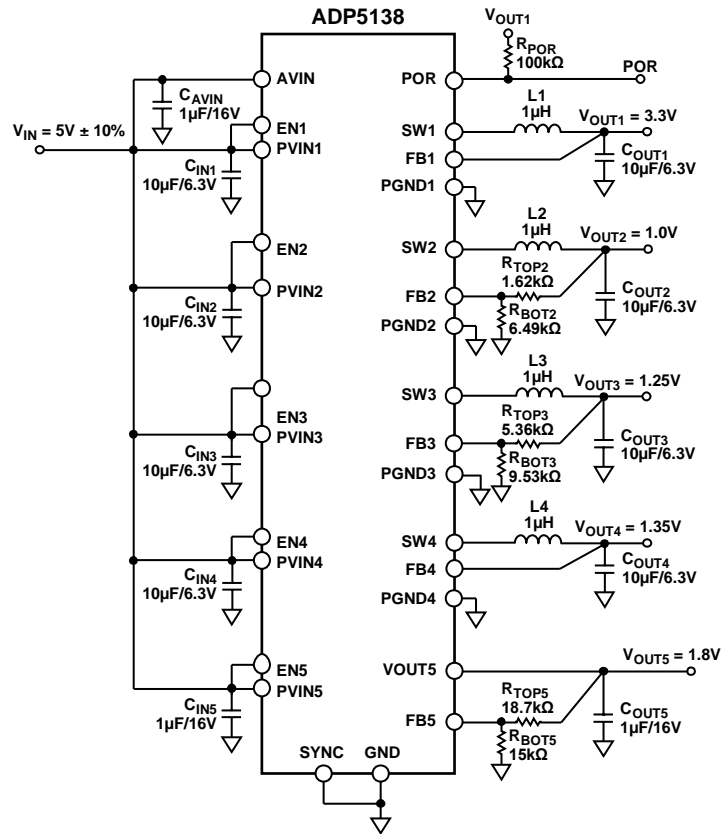 ADP5138
VOUT1
RPOR
100kΩ
AVIN
POR
POR
CAVIN
1µF/16V
VIN = 5V ± 10%
EN1
PVIN1
CIN1
10µF/6.3V
SW1
L1
1µH
VOUT1 = 3.3V
FB1
COUT1
10µF/6.3V
PGND1
EN2
PVIN2
CIN2
10µF/6.3V
SW2
L2
1µH
VOUT2 = 1.0V
RTOP2
1.62kΩ
FB2
RBOT2
6.49kΩ
COUT2
10µF/6.3V
PGND2
EN3
PVIN3
CIN3
10µF/6.3V
SW3
L3
1µH
VOUT3 = 1.25V
RTOP3
5.36kΩ
FB3
RBOT3
9.53kΩ
COUT3
10µF/6.3V
PGND3
EN4
PVIN4
CIN4
10µF/6.3V
SW4
L4
1µH
VOUT4 = 1.35V
FB4
COUT4
10µF/6.3V
PGND4
EN5
PVIN5
CIN5
1µF/16V
VOUT5
VOUT5 = 1.8V
RTOP5
18.7kΩ
FB5
RBOT5
15kΩ
COUT5
1µF/16V
SYNC
GND